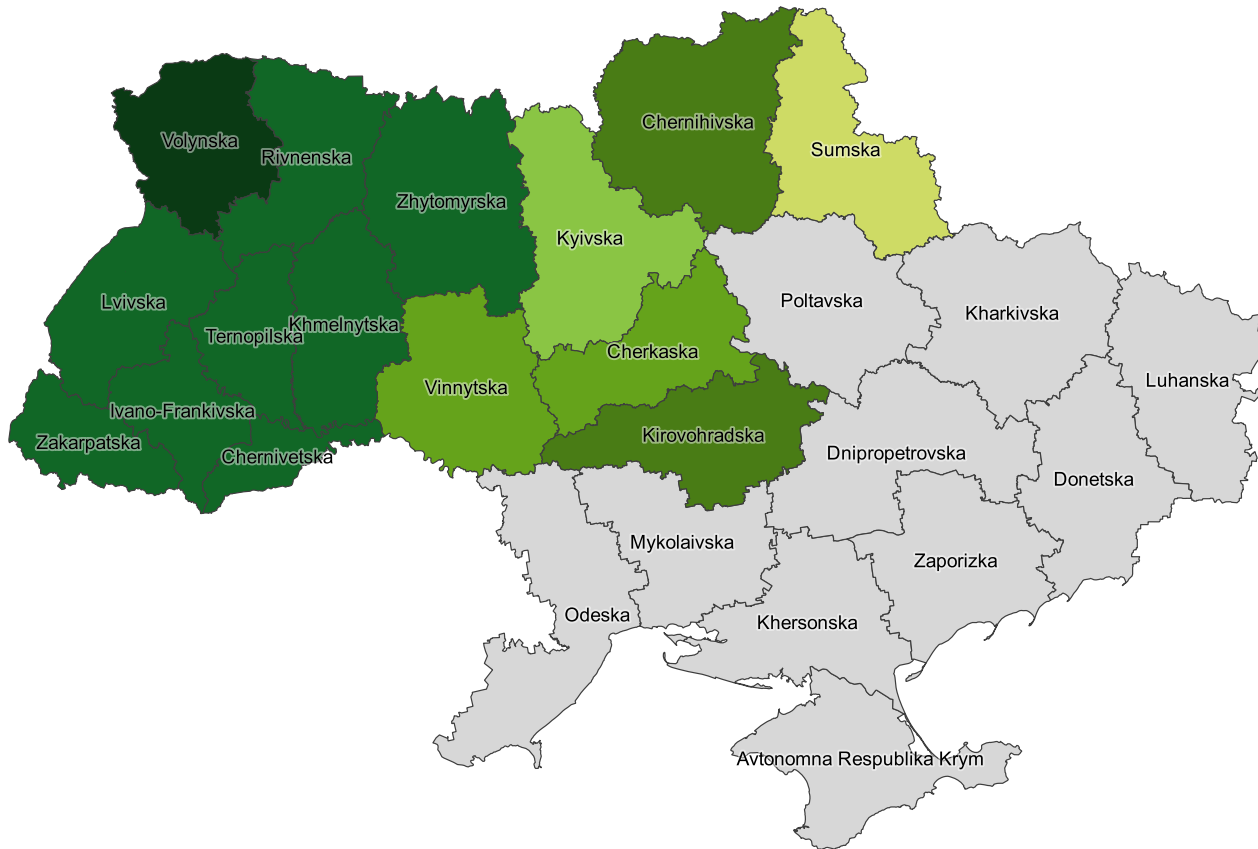 Chernihivska
Volynska
Rivnenska
Sumska
Zhytomyrska
Kyivska
Lvivska
Poltavska
Kharkivska
Khmelnytska
Ternopilska
Cherkaska
Luhanska
Vinnytska
Ivano-Frankivska
Kirovohradska
Zakarpatska
Chernivetska
Dnipropetrovska
Donetska
Mykolaivska
Zaporizka
Odeska
Khersonska
Avtonomna Respublika Krym